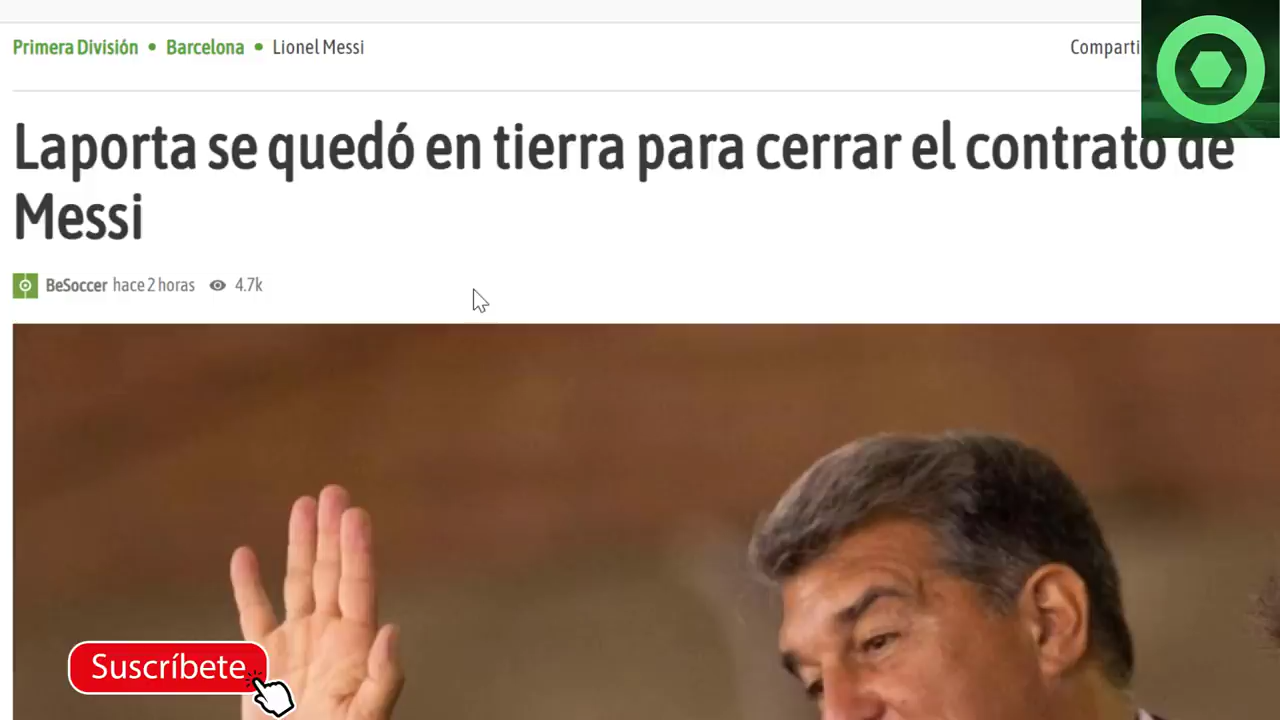 Primera División • Barcelona • Lionel Messi
Comparti
Laporta se quedó en tierra para cerrar el contrato de
Messi
BeSoccer hace 2 horas 4.7k
Suscríbete